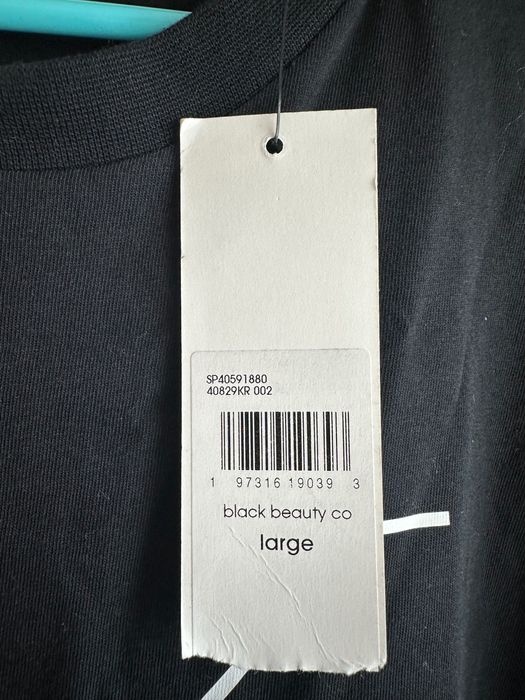 SP40591880
40829KR 002
1 97316 19039 3
black beauty co
large